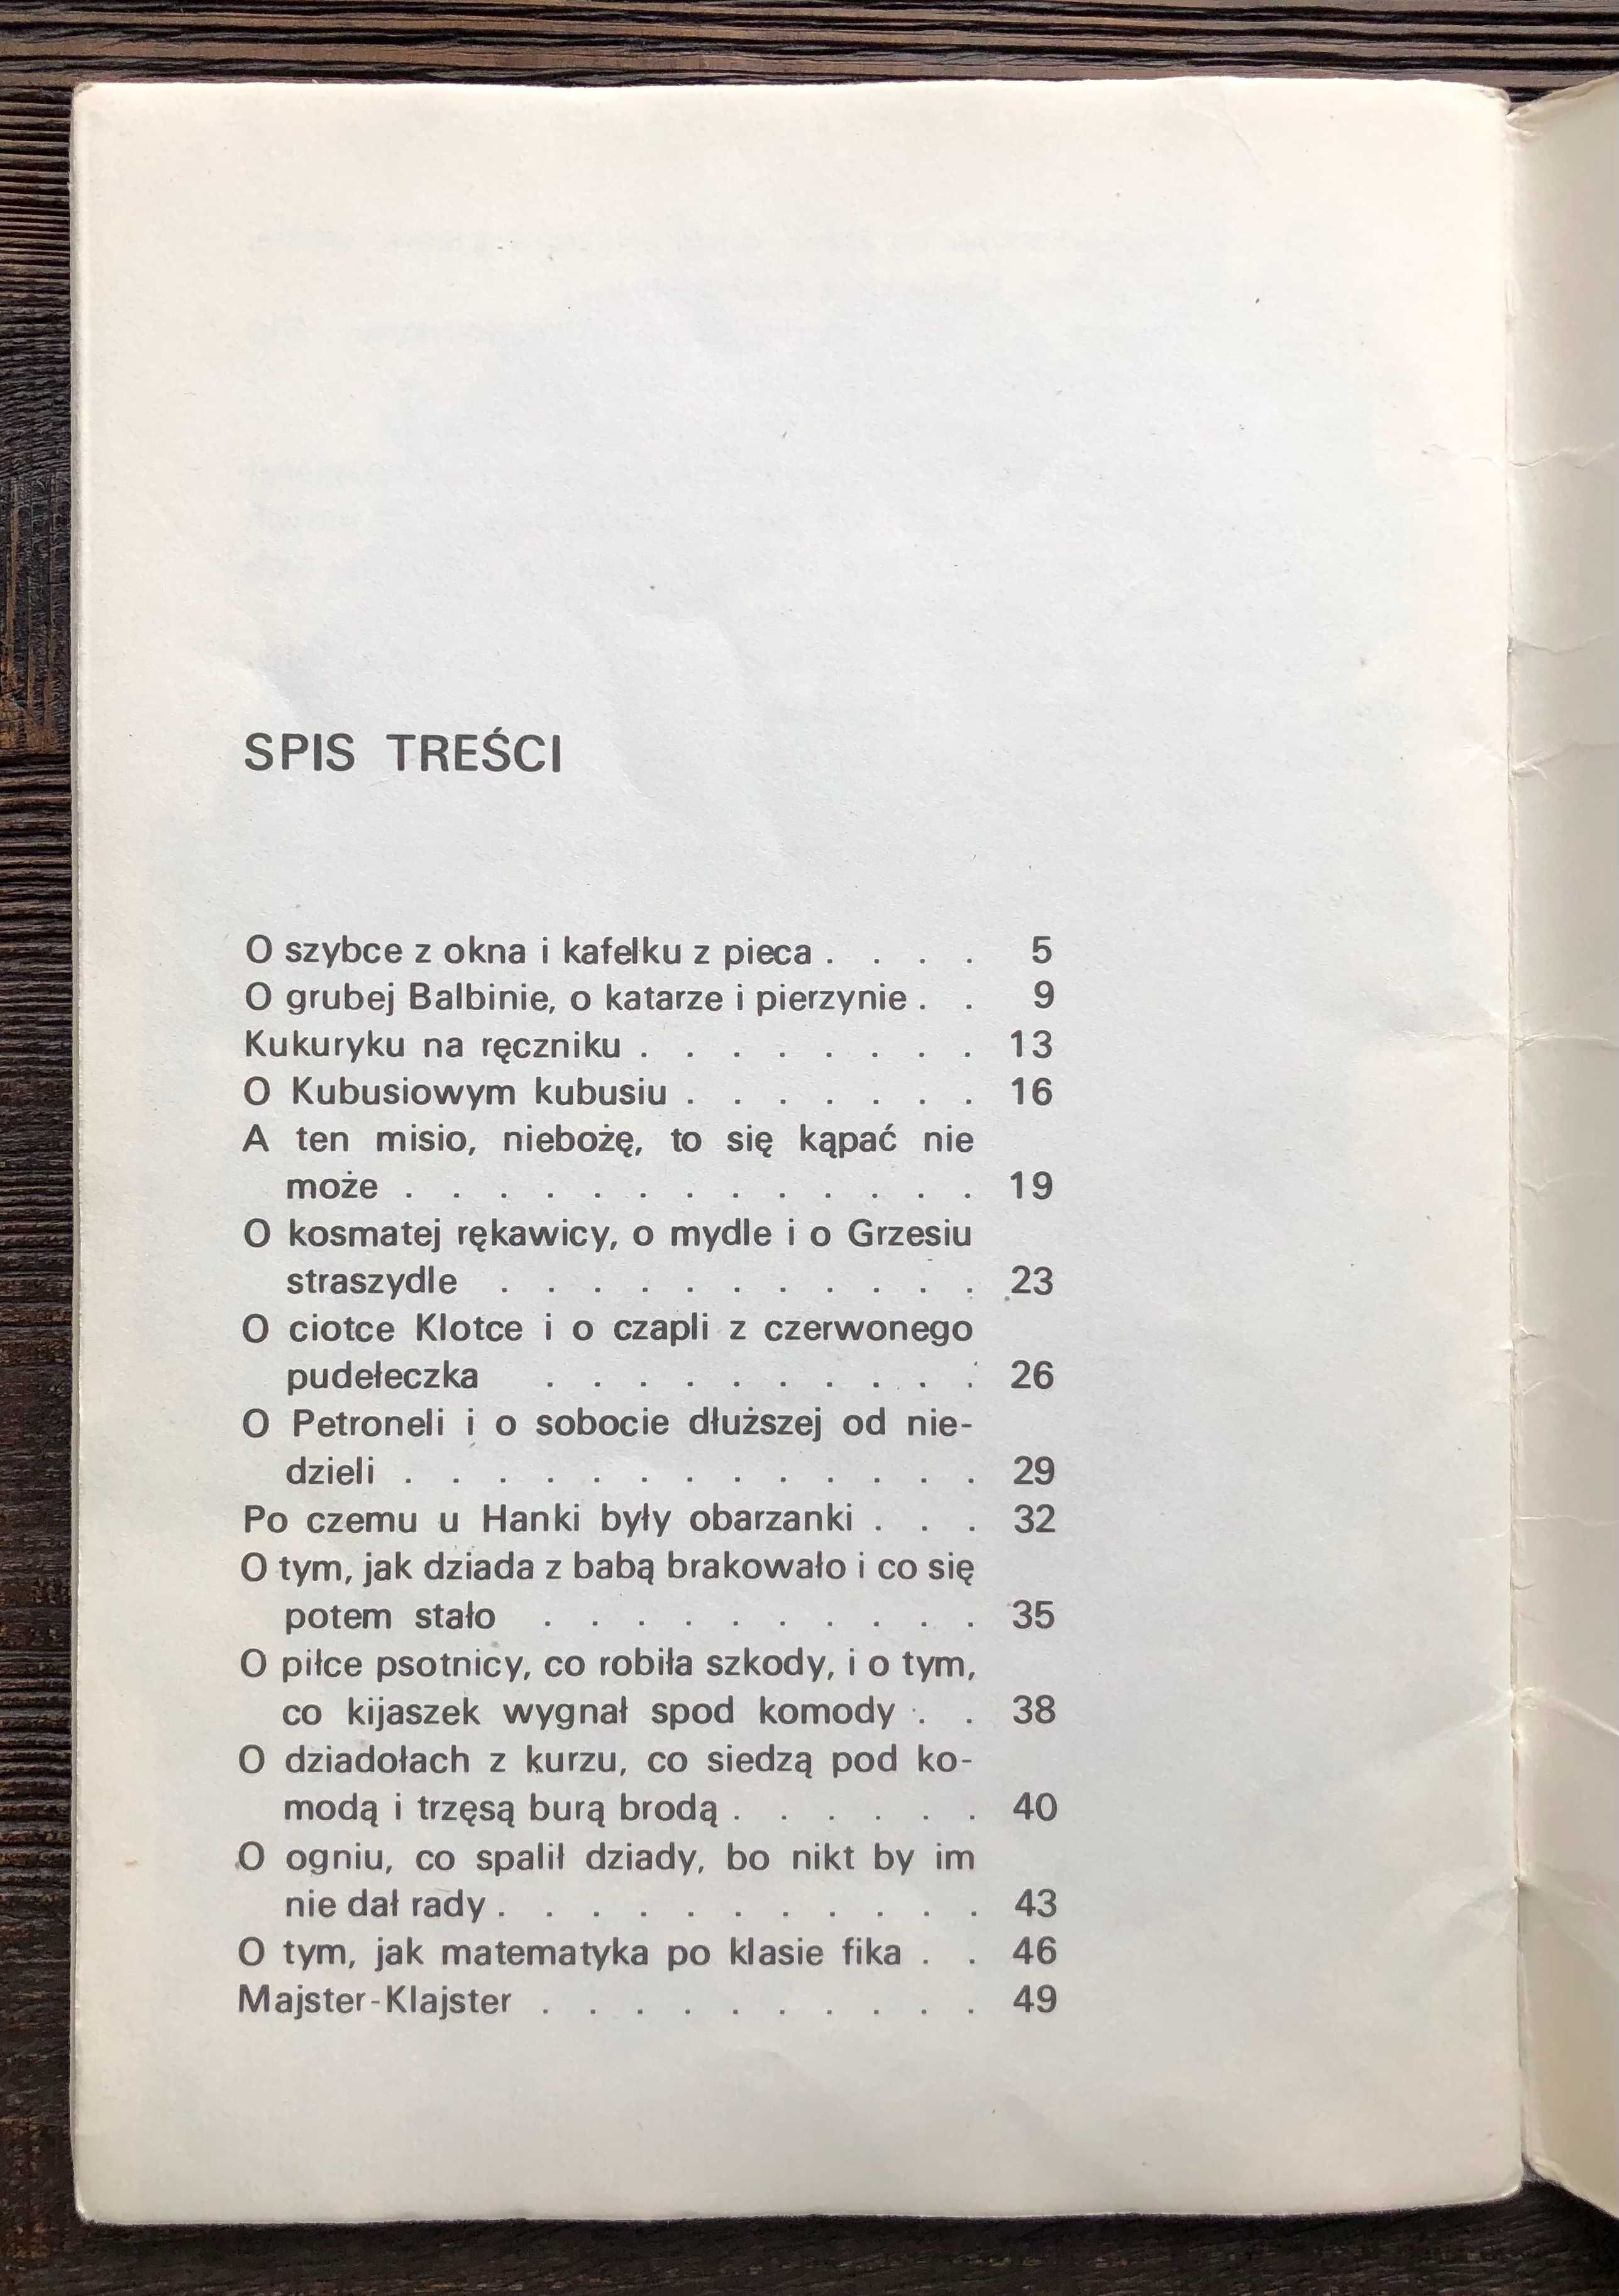 SPIS TREŚCI
O szybce z okna i kafelku z pieca . . . . 5
O grubej Balbinie, o katarze i pierzynie . . 9
Kukuryku na ręczniku . . . . . . . . 13
O Kubusiowym kubusiu . . . . . . . 16
A ten misio, niebożę, to się kąpać nie
może . . . . . . . . . . . . . 19
O kosmatej rękawicy, o mydle i o Grzesiu
straszydle . . . . . . . . . . . 23
O ciotce Klotce i o czapli z czerwonego
pudełeczka . . . . . . . . . . 26
O Petroneli i o sobocie dłuższej od nie-
dzieli . . . . . . . . . . . . . 29
Po czemu u Hanki były obarzanki . . . 32
O tym, jak dziada z babą brakowało i co się
potem stało . . . . . . . . . . 35
O piłce psotnicy, co robiła szkody, i o tym,
co kijaszek wygnał spod komody . . 38
O dziadołach z kurzu, co siedzą pod ko-
modą i trzęsą burą brodą . . . . . . 40
O ogniu, co spalił dziady, bo nikt by im
nie dał rady . . . . . . . . . . . 43
O tym, jak matematyka po klasie fika . . 46
Majster-Klajster . . . . . . . . . . 49